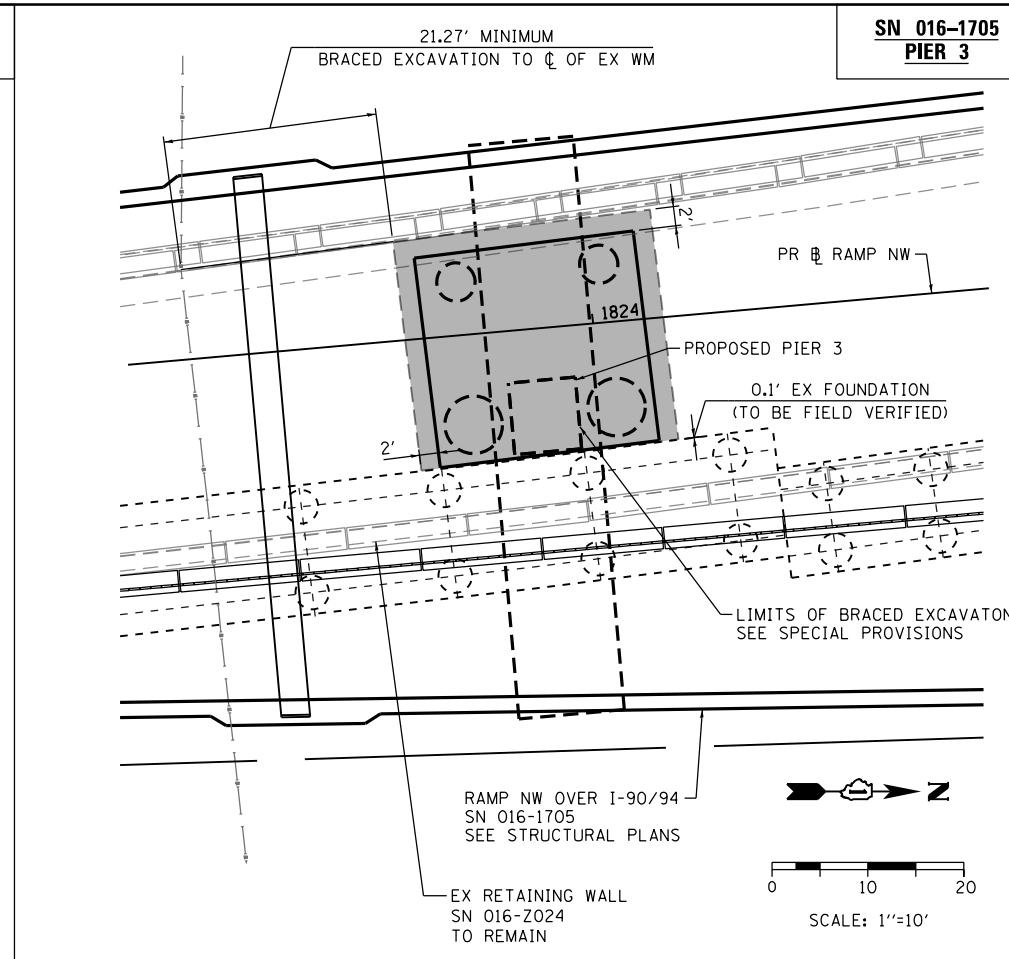 SN 016-1705
PIER 3
21.27' MINIMUM
BRACED EXCAVATION TO ℄ OF EX WM
2'
PR ⅊ RAMP NW
1824
PROPOSED PIER 3
0.1' EX FOUNDATION
(TO BE FIELD VERIFIED)
2'
LIMITS OF BRACED EXCAVATON
SEE SPECIAL PROVISIONS
RAMP NW OVER I-90/94
SN 016-1705
SEE STRUCTURAL PLANS
N
EX RETAINING WALL
SN 016-Z024
TO REMAIN
0 10 20
SCALE: 1''=10'